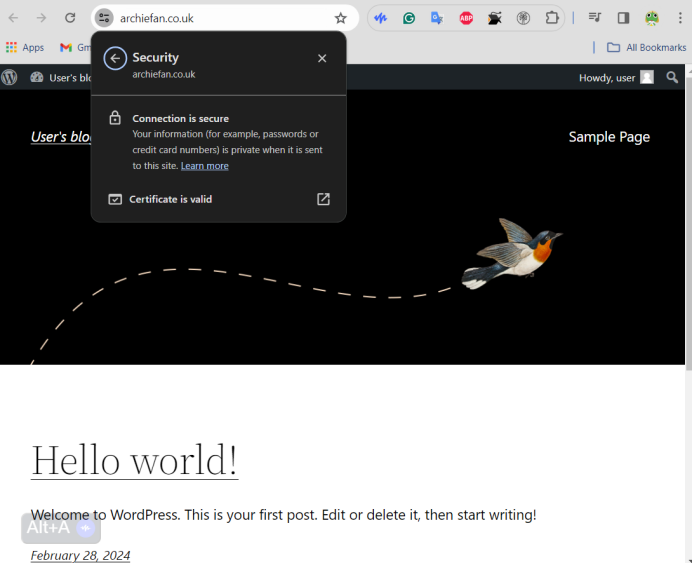 archiefan.co.uk
ABP
Apps
Gm
All Bookmarks
User's blo
Howdy, user
Security
archiefan.co.uk
Connection is secure
Your information (for example, passwords or
credit card numbers) is private when it is sent
to this site. Learn more
Certificate is valid
User's blo
Sample Page
Hello world!
Welcome to WordPress. This is your first post. Edit or delete it, then start writing!
Alt+A
February 28, 2024